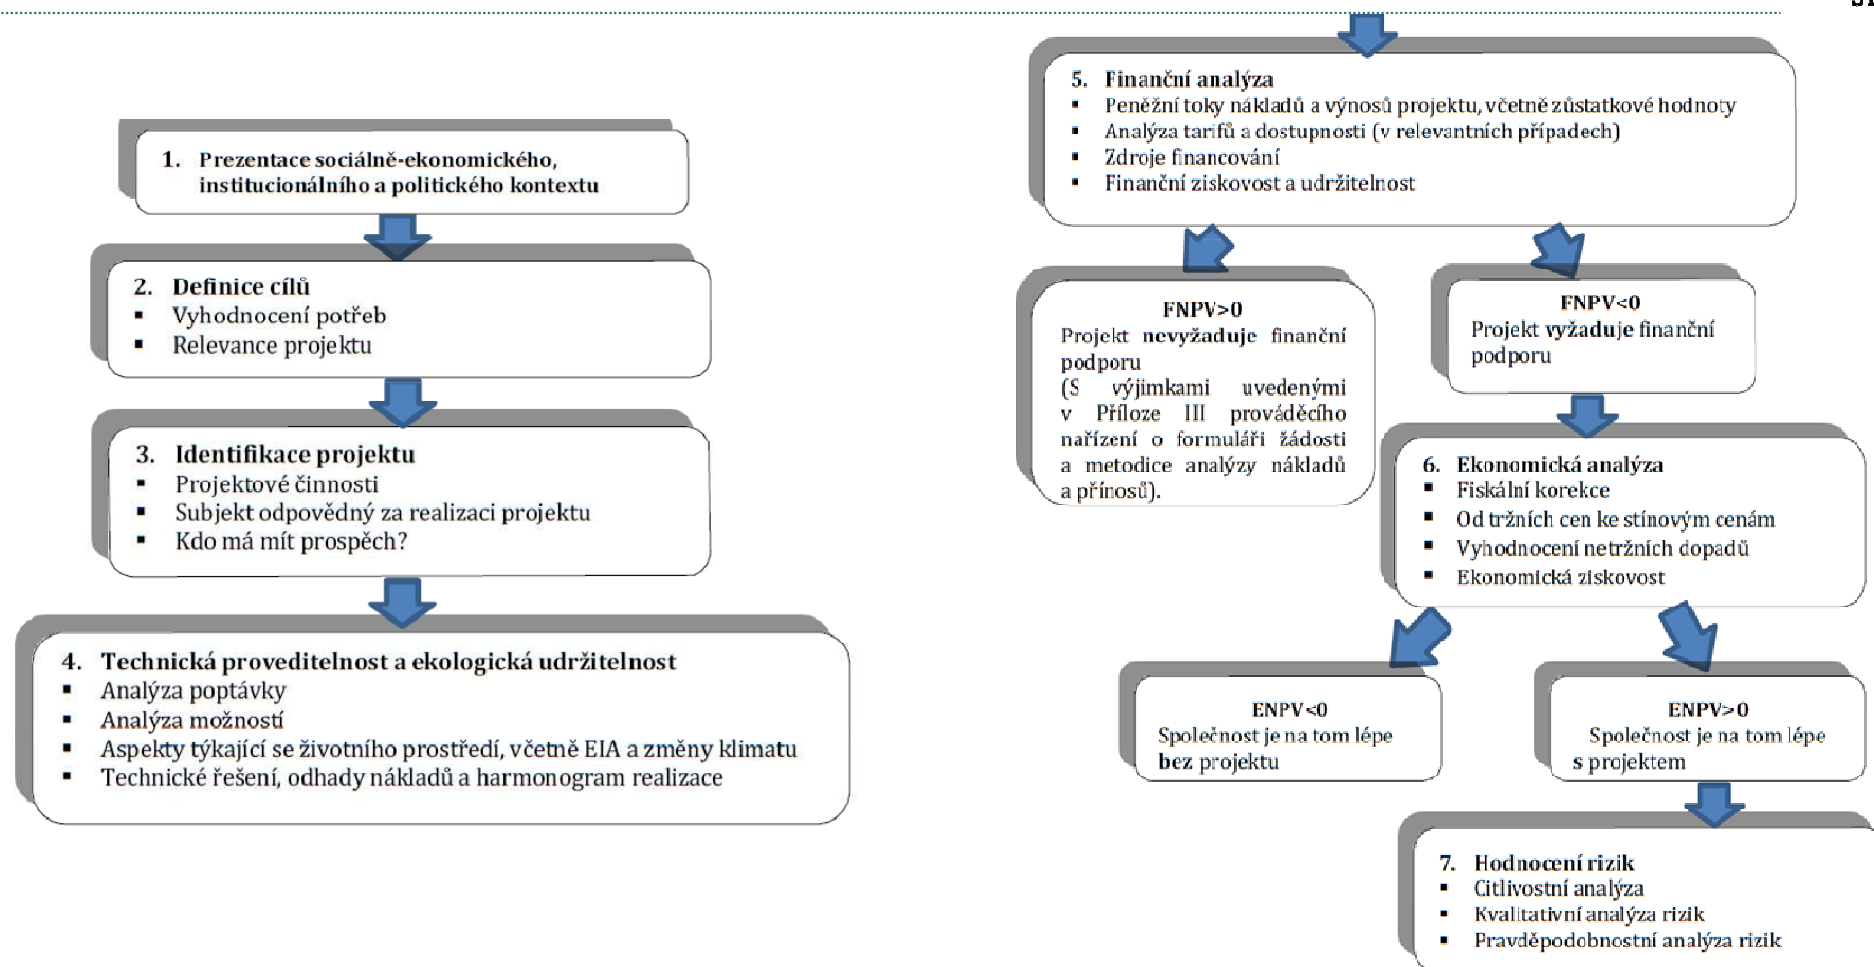 1. Prezentace sociálně-ekonomického,
institucionálního a politického kontextu
2. Definice cílů
▪ Vyhodnocení potřeb
▪ Relevance projektu
3. Identifikace projektu
▪ Projektové činnosti
▪ Subjekt odpovědný za realizaci projektu
▪ Kdo má mít prospěch?
4. Technická proveditelnost a ekologická udržitelnost
▪ Analýza poptávky
▪ Analýza možností
▪ Aspekty týkající se životního prostředí, včetně EIA a změny klimatu
▪ Technické řešení, odhady nákladů a harmonogram realizace
5. Finanční analýza
▪ Peněžní toky nákladů a výnosů projektu, včetně zůstatkové hodnoty
▪ Analýza tarifů a dostupnosti (v relevantních případech)
▪ Zdroje financování
▪ Finanční ziskovost a udržitelnost
FNPV>0
Projekt nevyžaduje finanční
podporu
(S výjimkami uvedenými
v Příloze III prováděcího
nařízení o formuláři žádosti
a metodice analýzy nákladů
a přínosů).
FNPV<0
Projekt vyžaduje finanční
podporu
6. Ekonomická analýza
▪ Fiskální korekce
▪ Od tržních cen ke stínovým cenám
▪ Vyhodnocení netržních dopadů
▪ Ekonomická ziskovost
ENPV<0
Společnost je na tom lépe
bez projektu
ENPV>0
Společnost je na tom lépe
s projektem
7. Hodnocení rizik
▪ Citlivostní analýza
▪ Kvalitativní analýza rizik
▪ Pravděpodobnostní analýza rizik